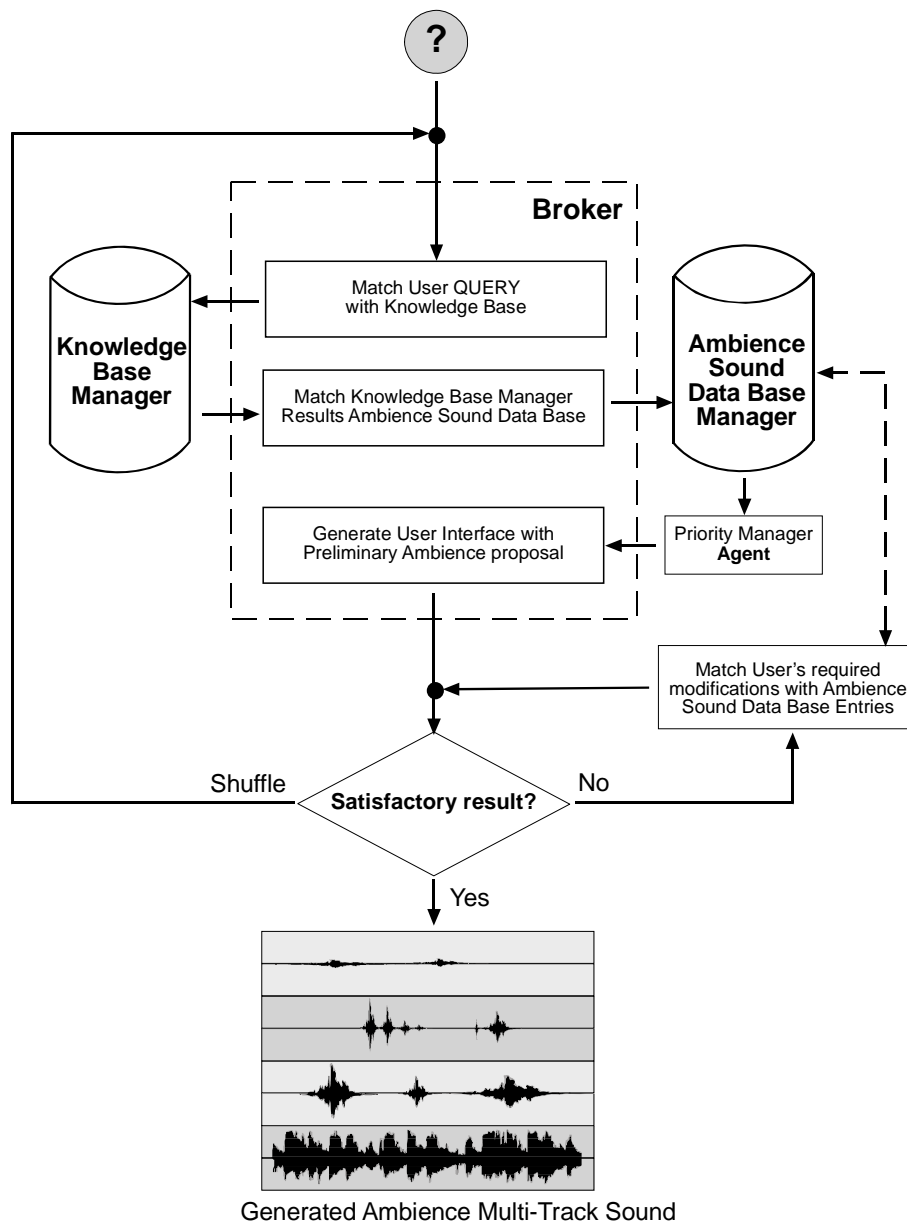 ?
Broker
Match User QUERY
with Knowledge Base
Knowledge
Base
Manager
Ambience
Sound
Data Base
Manager
Match Knowledge Base Manager
Results Ambience Sound Data Base
Generate User Interface with
Preliminary Ambience proposal
Priority Manager
Agent
Match User's required
modifications with Ambience
Sound Data Base Entries
Shuffle
Satisfactory result?
No
Yes
Generated Ambience Multi-Track Sound